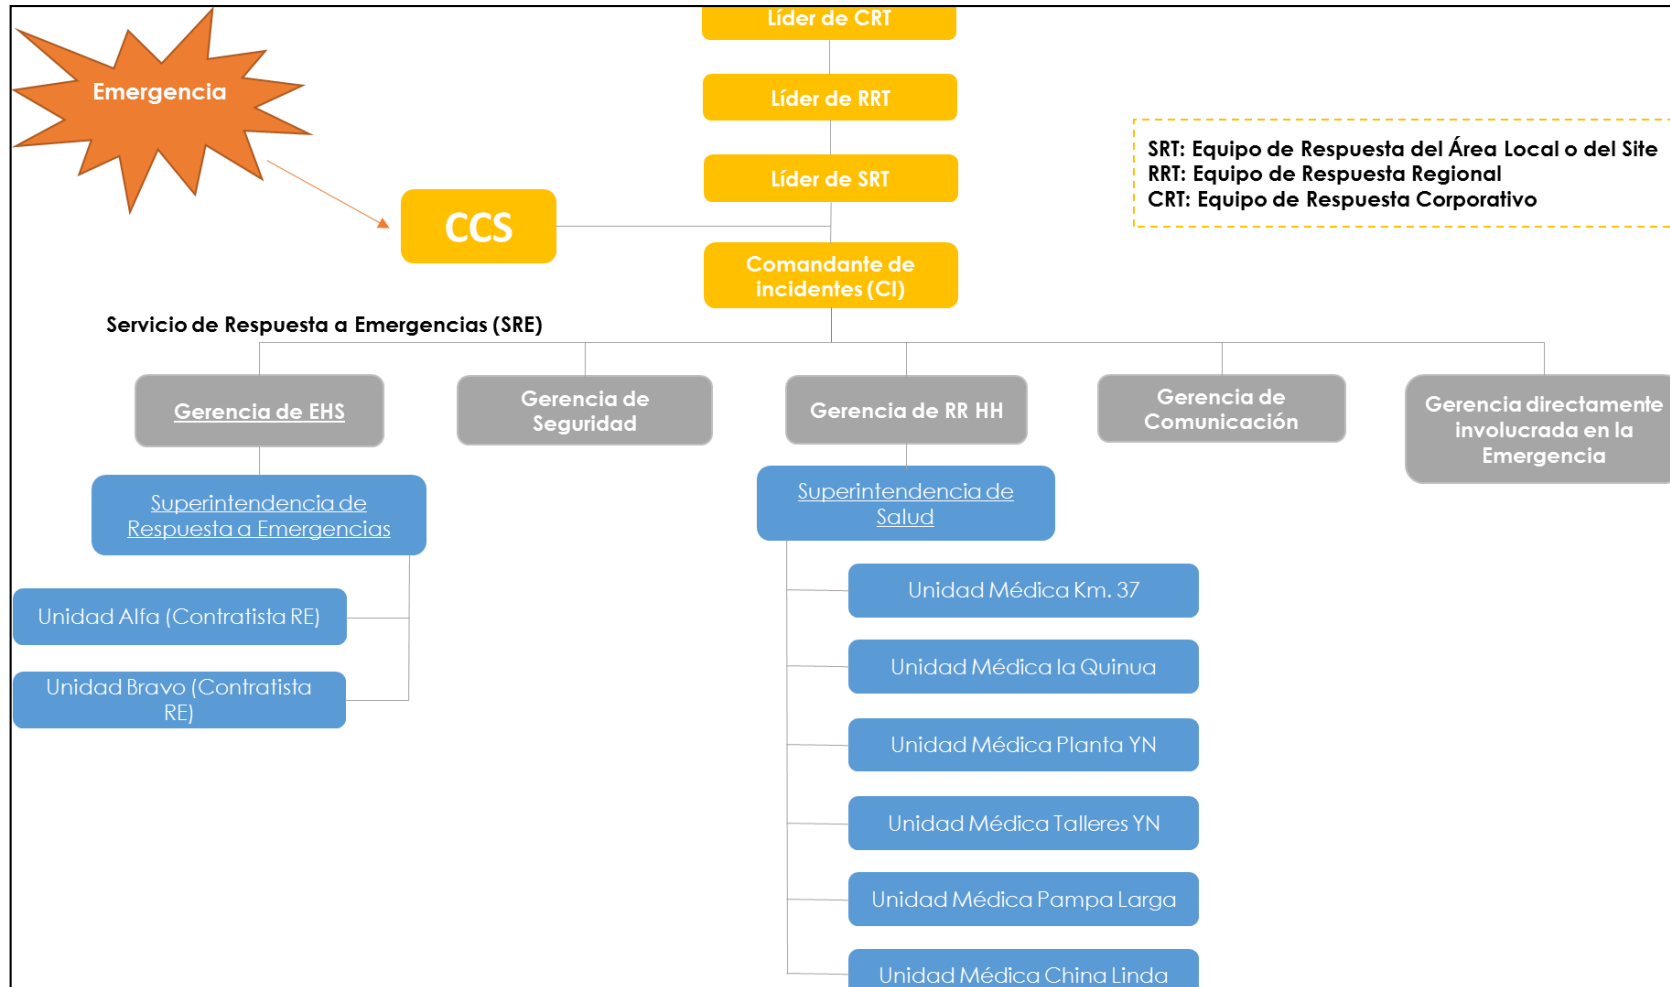 Líder de CRT
Emergencia
Líder de RRT
SRT: Equipo de Respuesta del Área Local o del Site
RRT: Equipo de Respuesta Regional
CRT: Equipo de Respuesta Corporativo
Líder de SRT
CCS
Comandante de
incidentes (CI)
Servicio de Respuesta a Emergencias (SRE)
Gerencia de EHS
Gerencia de
Seguridad
Gerencia de RR HH
Gerencia de
Comunicación
Gerencia directamente
involucrada en la
Emergencia
Superintendencia de
Respuesta a Emergencias
Superintendencia de
Salud
Unidad Alfa (Contratista RE)
Unidad Bravo (Contratista
RE)
Unidad Médica Km. 37
Unidad Médica la Quinua
Unidad Médica Planta YN
Unidad Médica Talleres YN
Unidad Médica Pampa Larga
Unidad Médica China Linda